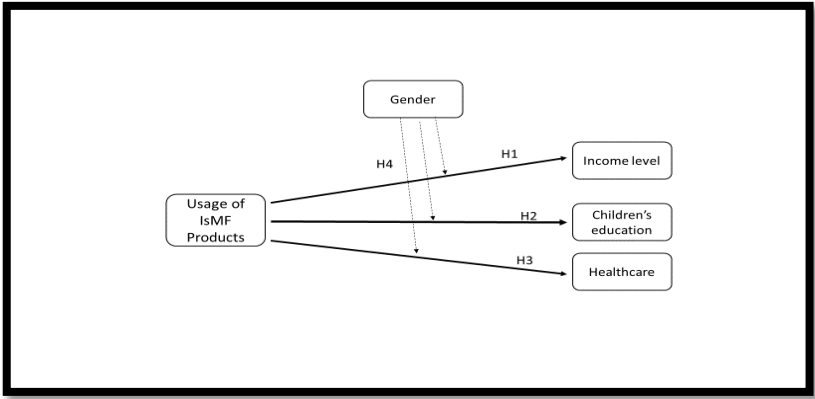 Gender
H1
H4
Income level
Usage of
IsMF
Products
H2
Children's
education
H3
Healthcare